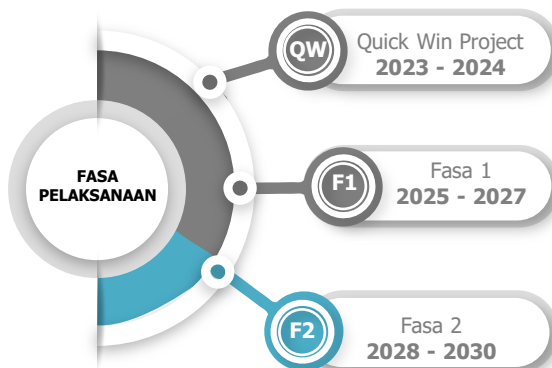 FASA
PELAKSANAAN
QW
Quick Win Project
2023 - 2024
F1
Fasa 1
2025 - 2027
F2
Fasa 2
2028 - 2030